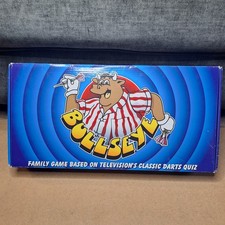 BULLSEYE
FAMILY GAME BASED ON TELEVISION'S CLASSIC DARTS QUIZ